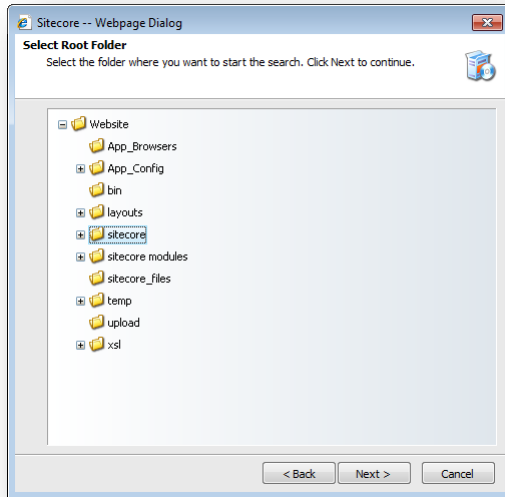 Sitecore -- Webpage Dialog
Select Root Folder
Select the folder where you want to start the search. Click Next to continue.
Website
App_Browsers
App_Config
bin
layouts
sitecore
sitecore modules
sitecore_files
temp
upload
xsl
< Back Next > Cancel